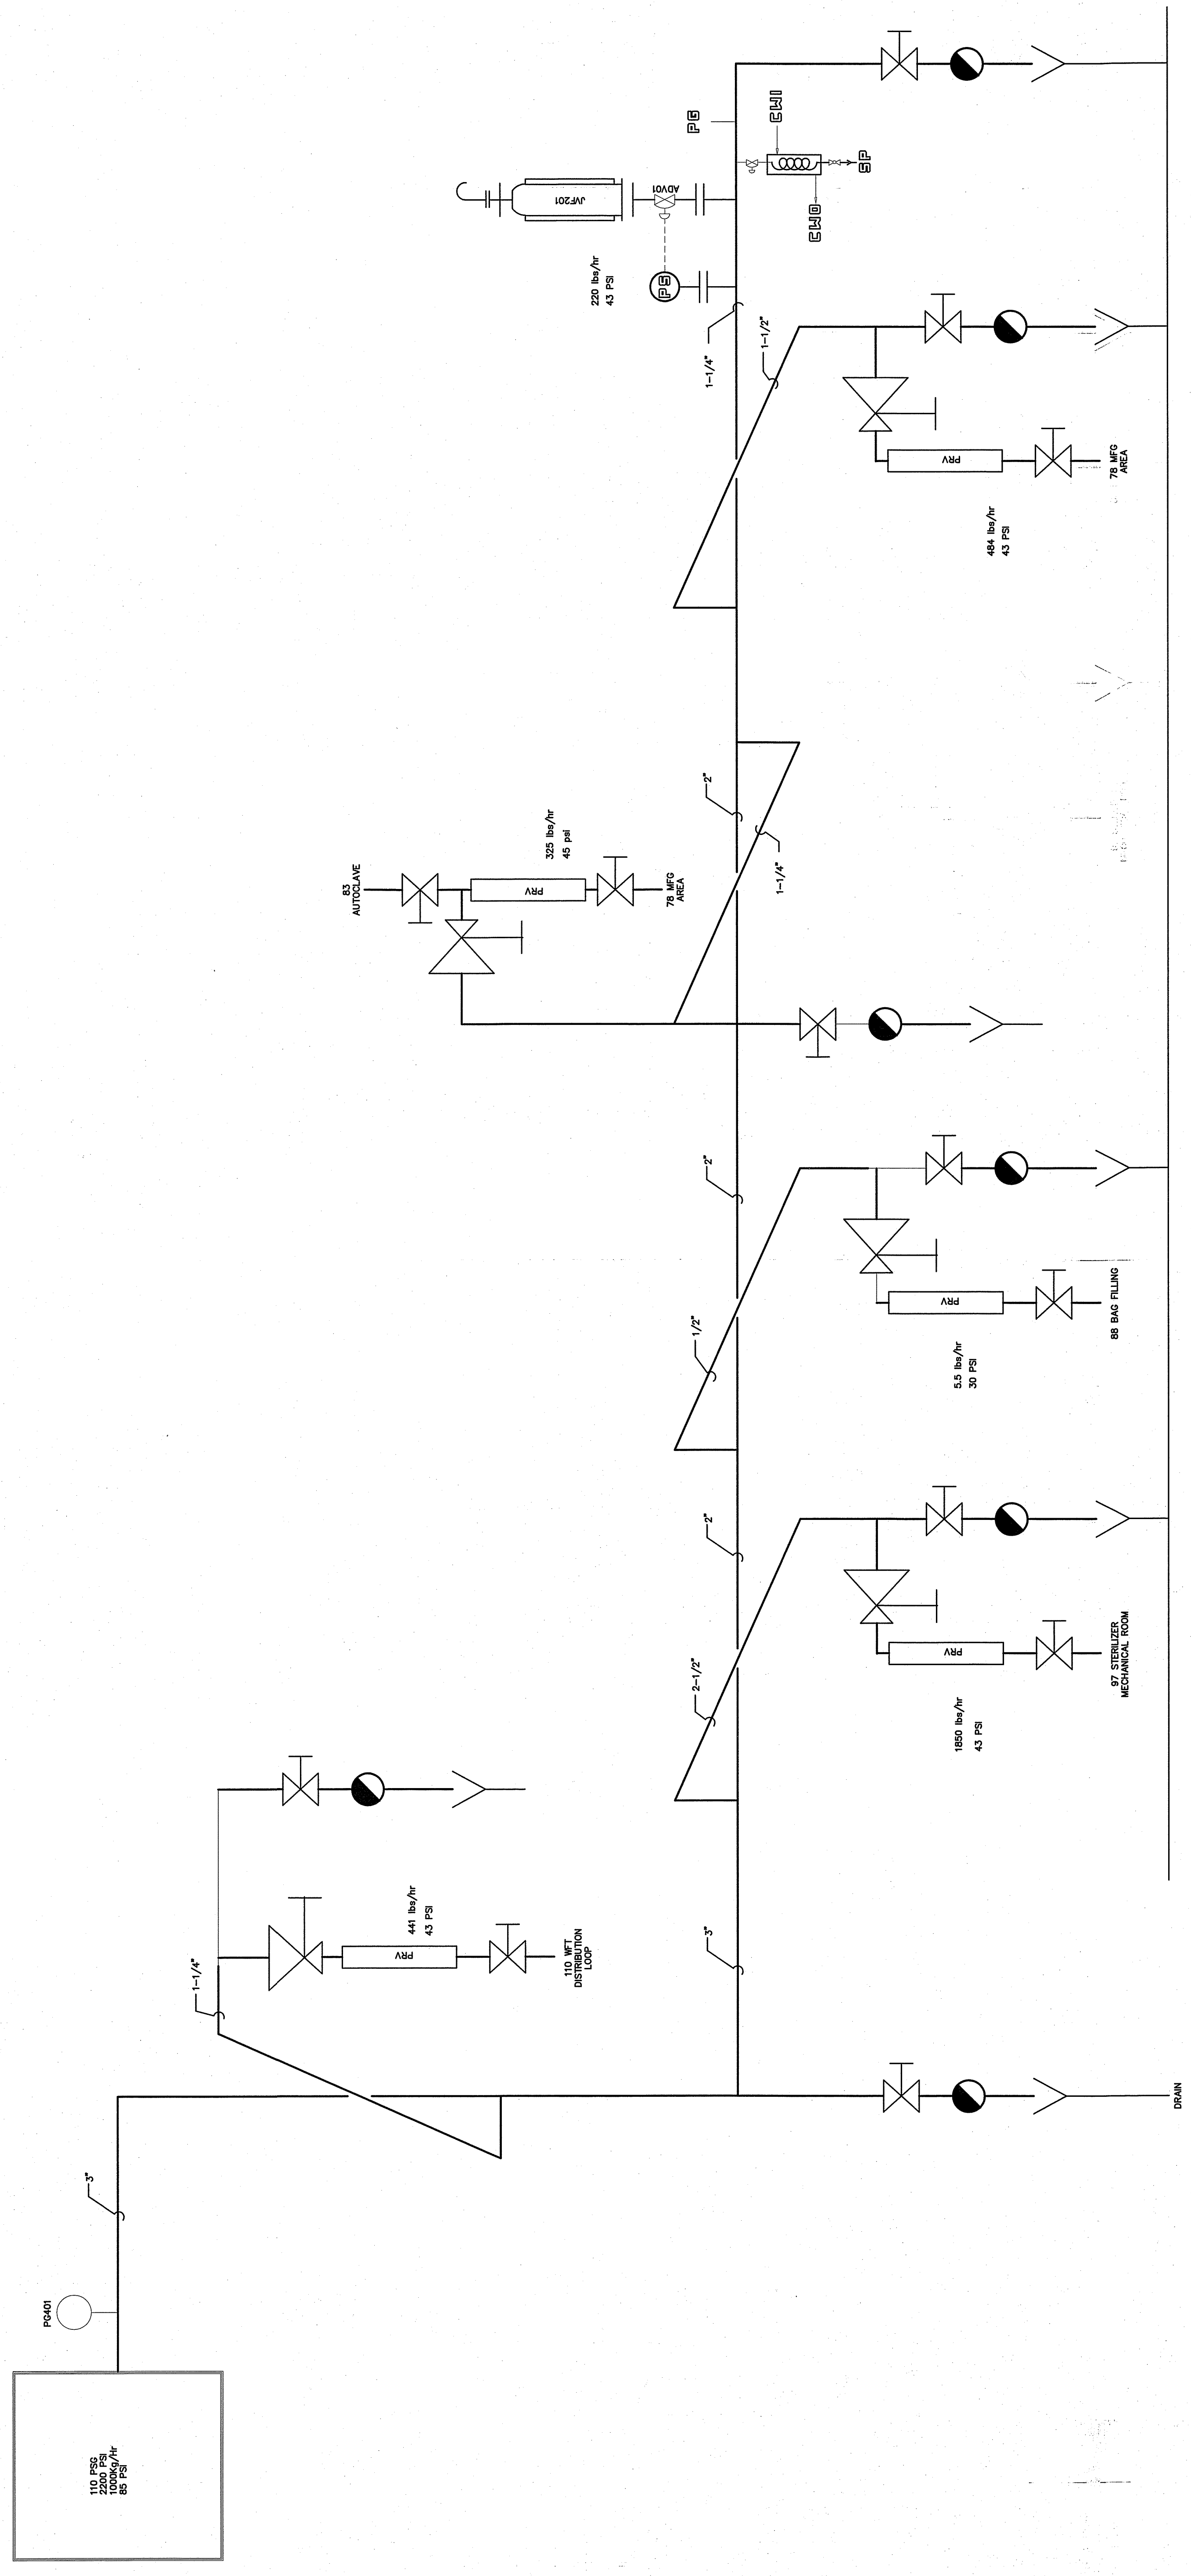 110 PSG
2200 PSI
1000Kg/Hr
85 PSI
PG401
3"
1-1/4"
PRV
441 lbs/hr
43 PSI
110 WFT
DISTRIBUTION
LOOP
DRAIN
3"
2-1/2"
PRV
1850 lbs/hr
43 PSI
97 STERILIZER
MECHANICAL ROOM
2"
1/2"
PRV
5.5 lbs/hr
30 PSI
88 BAG FILLING
2"
83
AUTOCLAVE
PRV
325 lbs/hr
45 psi
78 MFG
AREA
2"
1-1/4"
1-1/4"
1-1/2"
PRV
484 lbs/hr
43 PSI
78 MFG
AREA
220 lbs/hr
43 PSI
JVF201
ADV01
PS
PG
CWI
CWO
SP